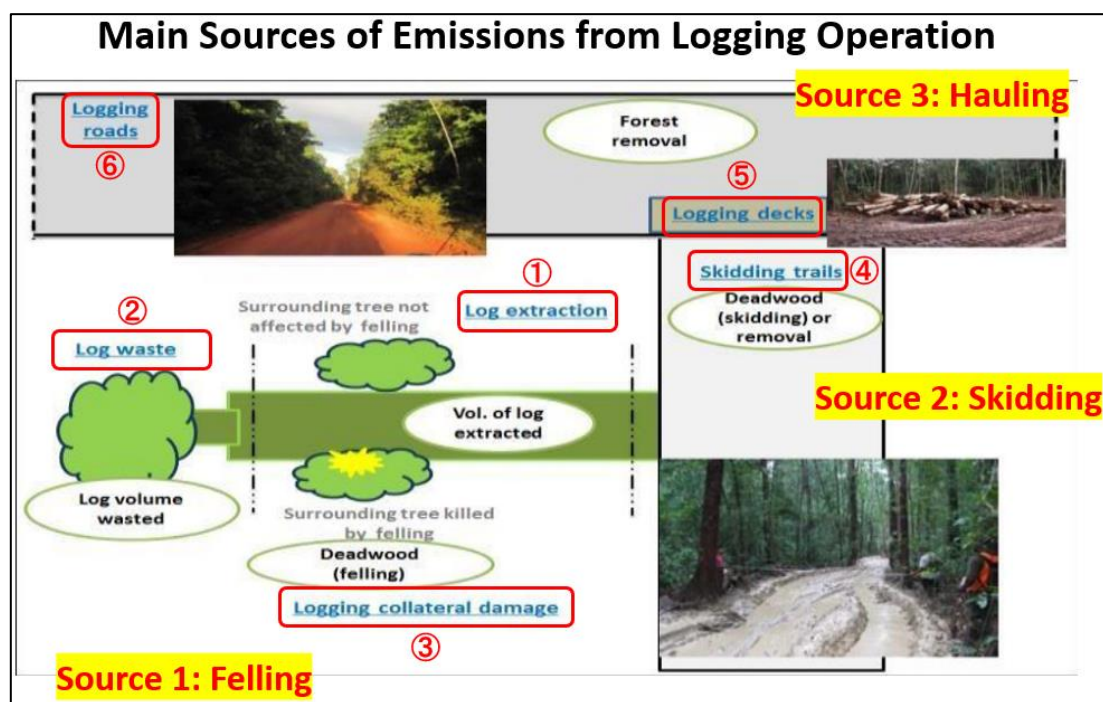 Main Sources of Emissions from Logging Operation
Source 3: Hauling
Logging
roads
⑥
Forest
removal
⑤
Logging decks
①
Skidding trails
④
Surrounding tree not
affected by felling
Log extraction
Deadwood
(skidding) or
removal
②
Log waste
Source 2: Skidding
Vol. of log
extracted
Log volume
wasted
Surrounding tree killed
by felling
Deadwood
(felling)
Logging collateral damage
③
Source 1: Felling